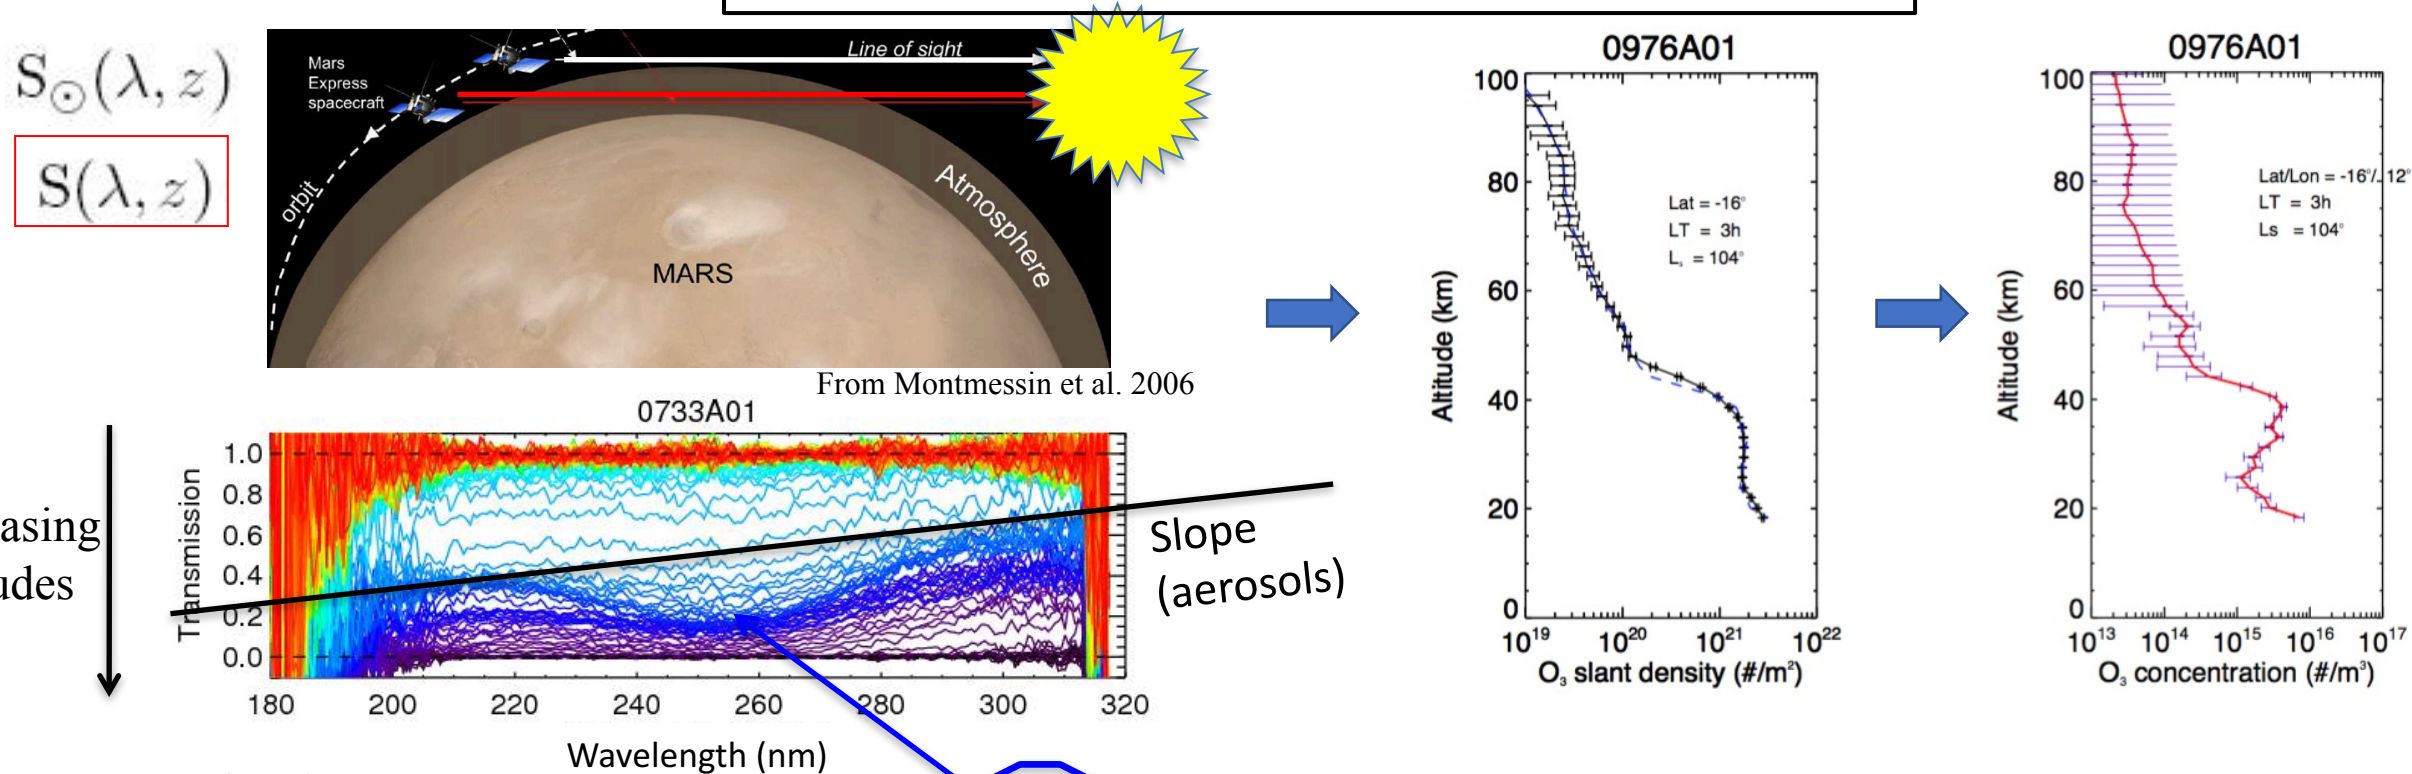 S☉(λ, z)
S(λ, z)
Mars
Express
spacecraft
Line of sight
orbit
Atmosphere
MARS
From Montmessin et al. 2006
0733A01
asing
udes
Transmission
1.0
0.8
0.6
0.4
0.2
0.0
180 200 220 240 260 280 300 320
Wavelength (nm)
Slope
(aerosols)
0976A01
Altitude (km)
100
80
60
40
20
0
Lat = -16°
LT = 3h
Ls = 104°
10¹⁹ 10²⁰ 10²¹ 10²²
O₃ slant density (#/m²)
0976A01
Altitude (km)
100
80
60
40
20
0
Lat/Lon = -16°/. 12°
LT = 3h
Ls = 104°
10¹³ 10¹⁴ 10¹⁵ 10¹⁶ 10¹⁷
O₃ concentration (#/m³)